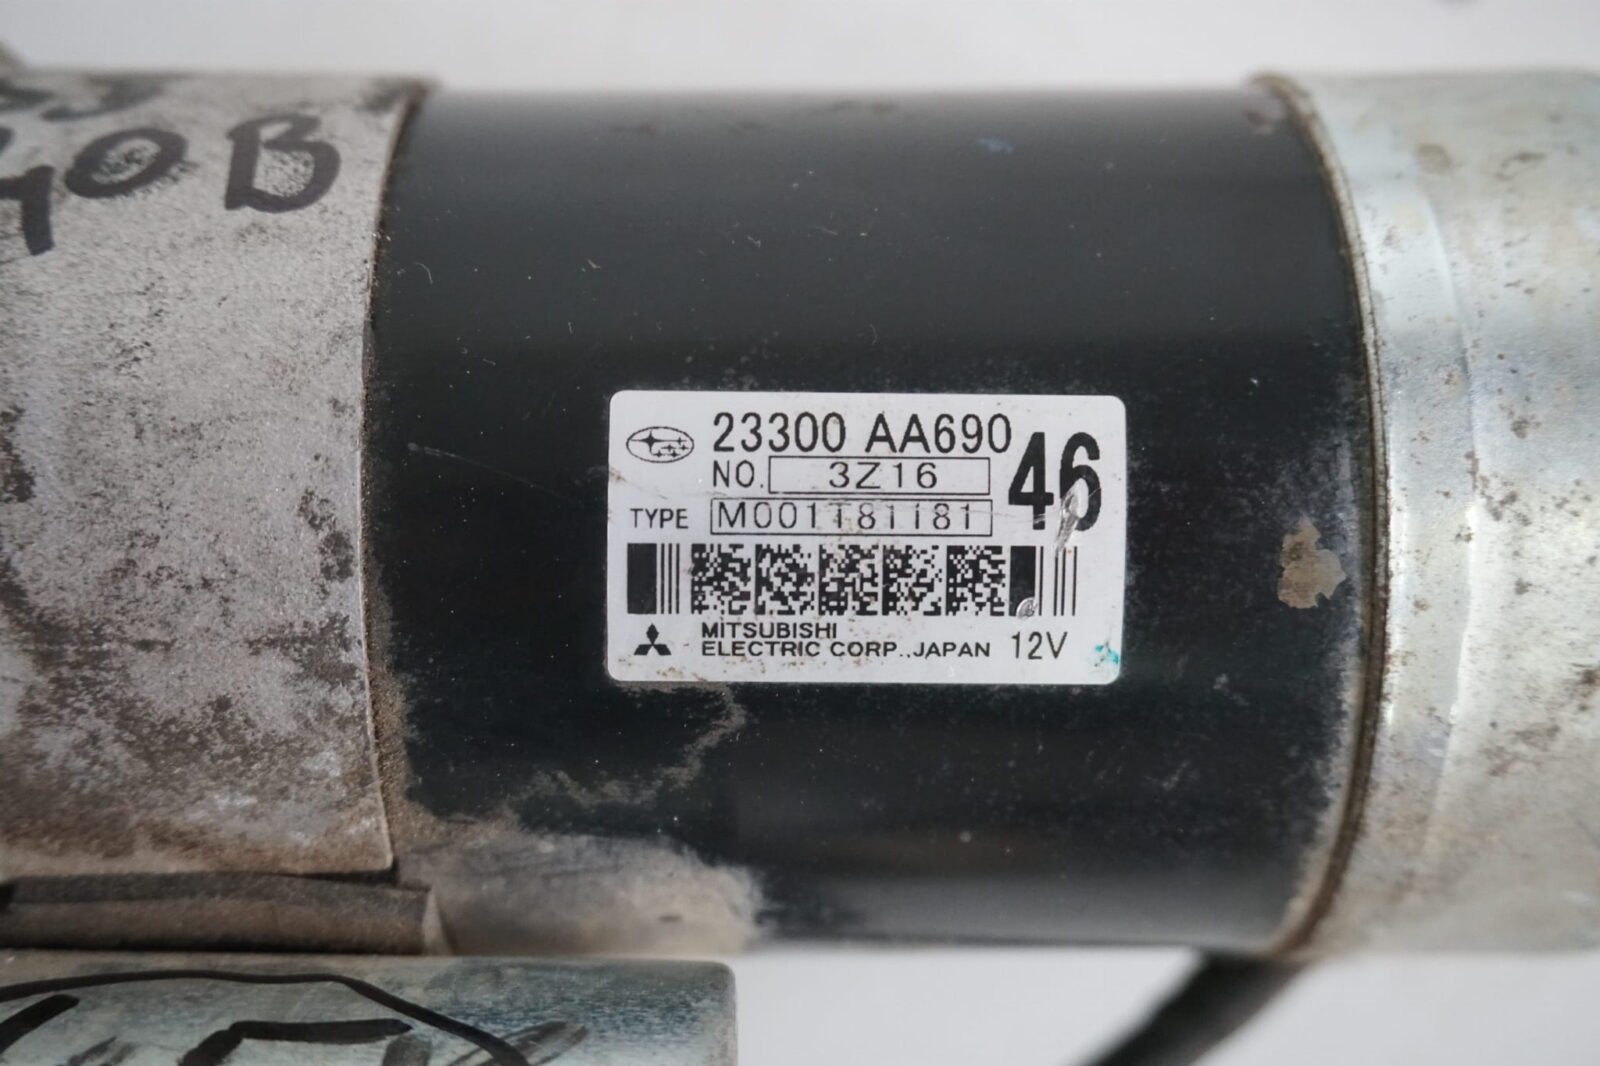 40B
23300 AA690
NO. 3Z16
46
TYPE M001T81181
MITSUBISHI
ELECTRIC CORP.,JAPAN 12V